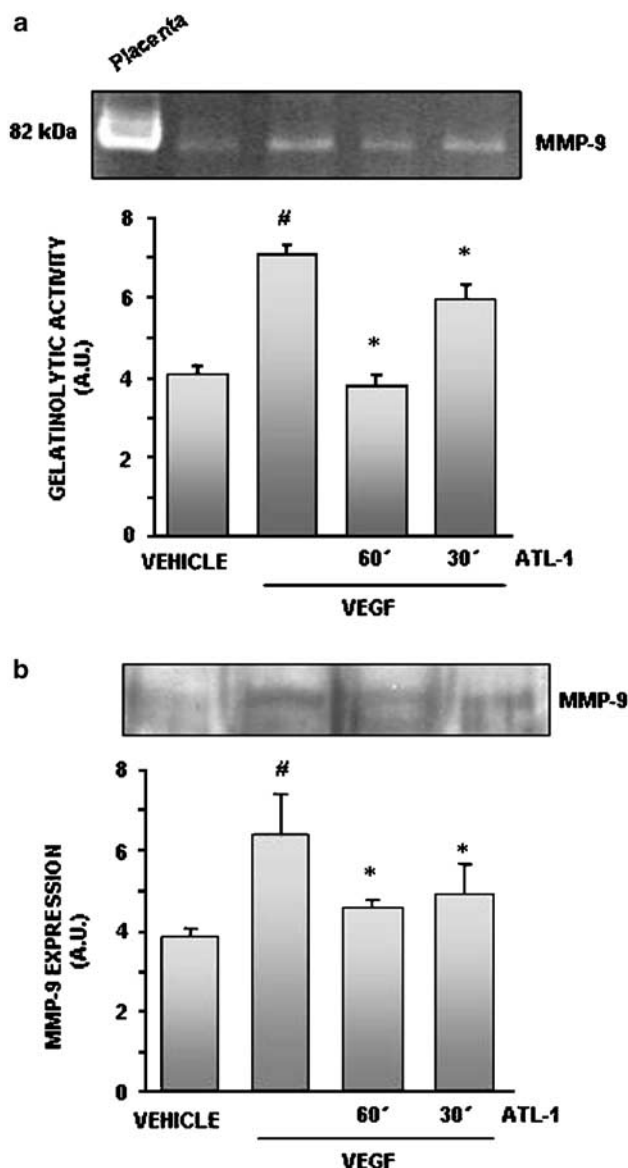 a
Placenta
82 kDa
MMP-9
8
#
*
6
*
4
2
0
GELATINOLYTIC ACTIVITY
(A.U.)
VEHICLE 60´ 30´ ATL-1
VEGF
b
MMP-9
8
#
6
*
*
4
2
0
MMP-9 EXPRESSION
(A.U.)
VEHICLE 60´ 30´ ATL-1
VEGF